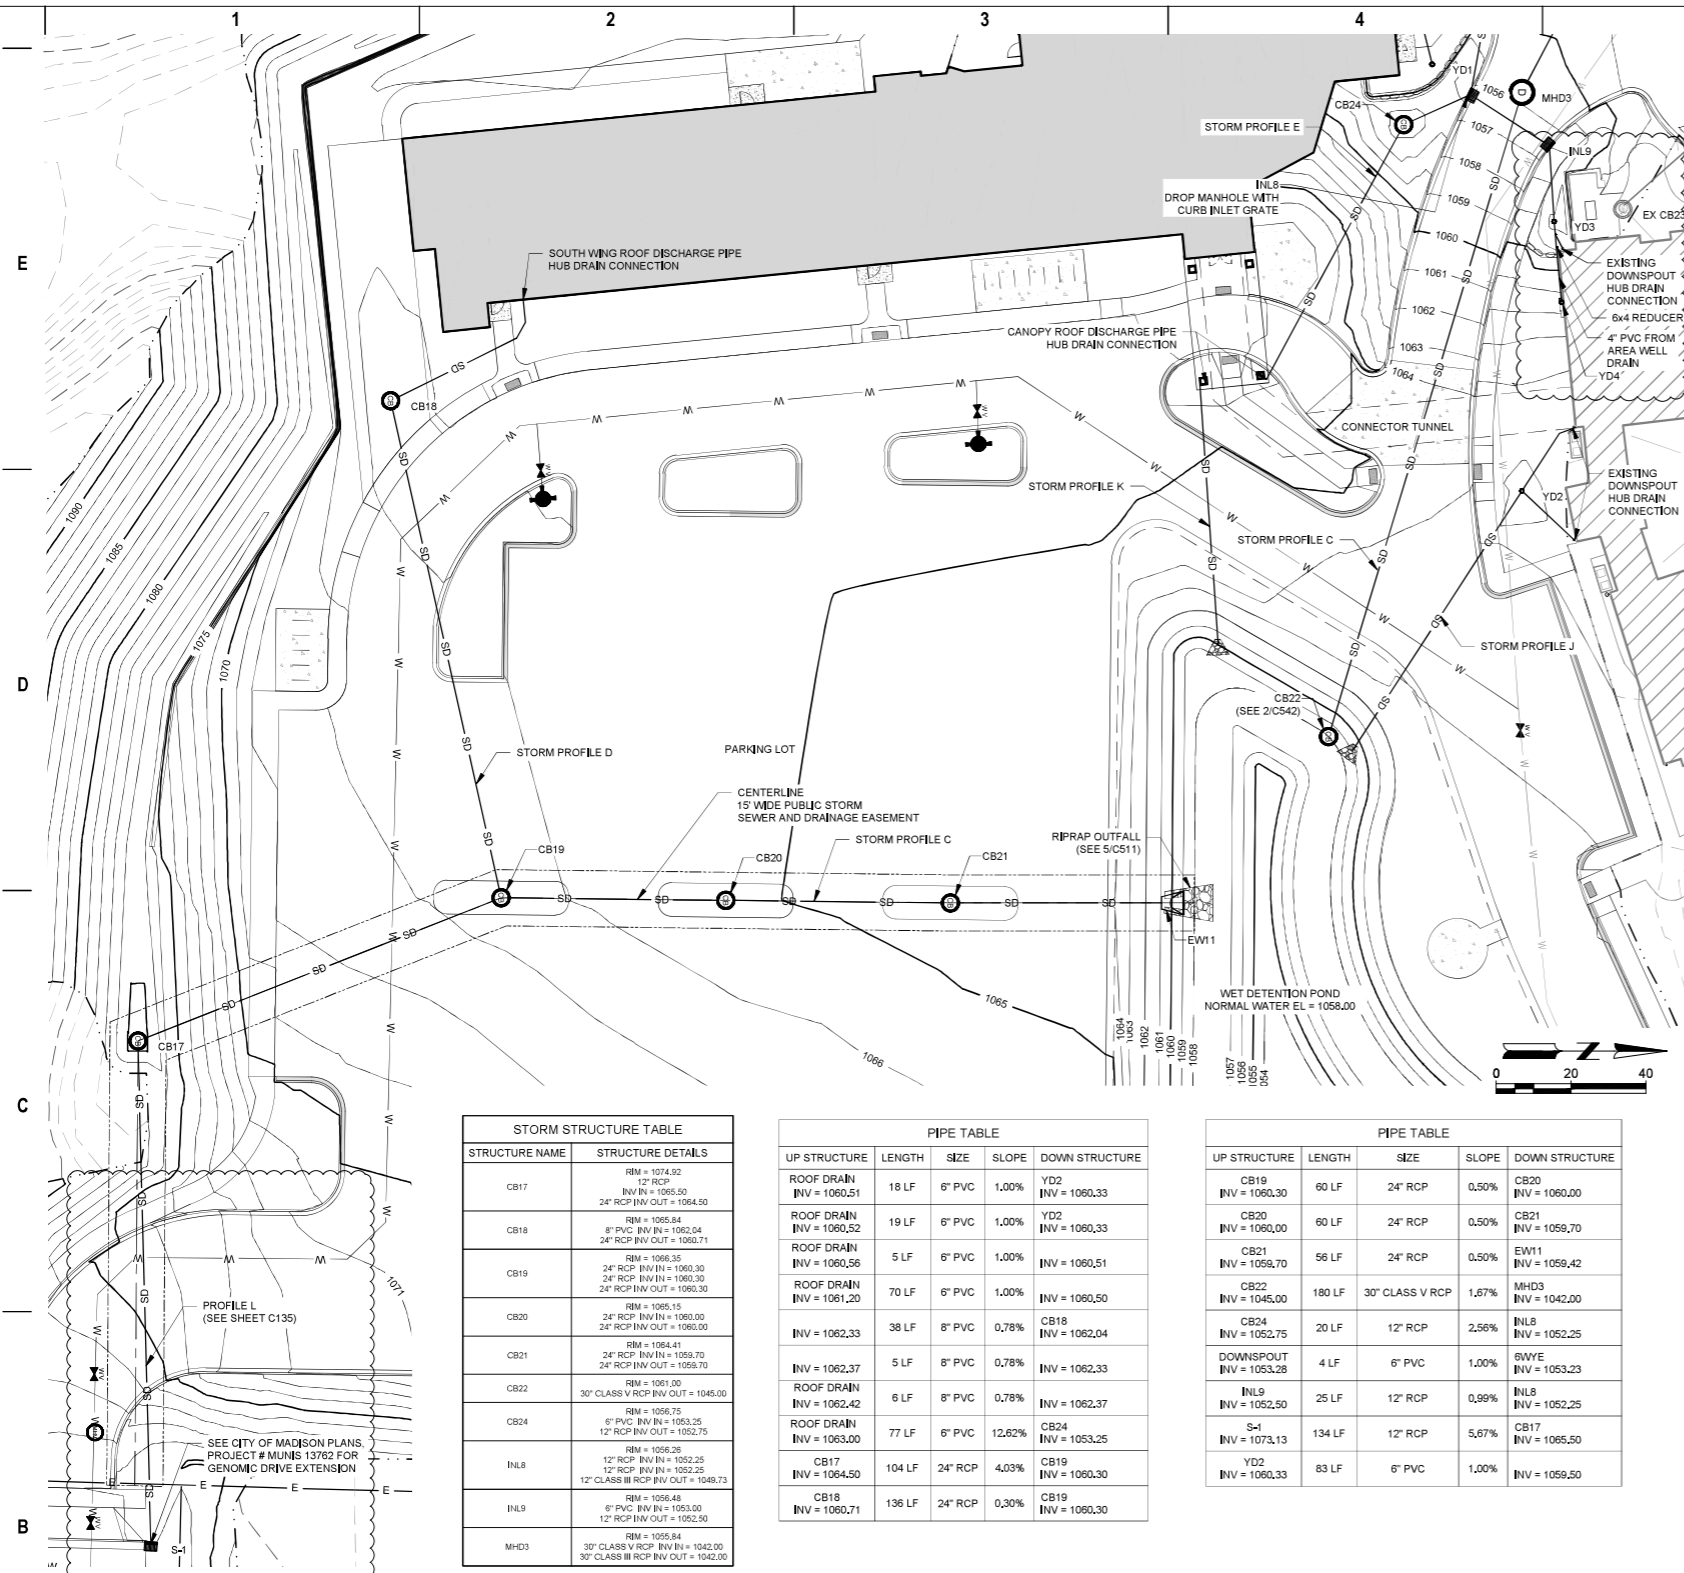 1
2
3
4
E
D
C
B
YD1
1056
MHD3
CB24
1057
STORM PROFILE E
INL9
1058
INL8
DROP MANHOLE WITH
CURB INLET GRATE
1059
EX CB23
YD3
1060
SOUTH WING ROOF DISCHARGE PIPE
HUB DRAIN CONNECTION
EXISTING
DOWNSPOUT
HUB DRAIN
CONNECTION
1061
1062
6x4 REDUCER
CANOPY ROOF DISCHARGE PIPE
HUB DRAIN CONNECTION
4" PVC FROM
AREA WELL
DRAIN
1063
1064
YD4
CB18
CONNECTOR TUNNEL
STORM PROFILE K
EXISTING
DOWNSPOUT
HUB DRAIN
CONNECTION
YD2
1090
1085
1080
1075
1070
STORM PROFILE C
STORM PROFILE J
CB22
(SEE 2/C542)
STORM PROFILE D
PARKING LOT
CENTERLINE
15' WIDE PUBLIC STORM
SEWER AND DRAINAGE EASEMENT
STORM PROFILE C
RIPRAP OUTFALL
(SEE 5/C511)
CB19
CB20
CB21
EW11
WET DETENTION POND
NORMAL WATER EL = 1058.00
1065
1066
CB17
1064
1063
1062
1061
1060
1059
1058
1057
1056
1055
054
Z
0 20 40
1071
PROFILE L
(SEE SHEET C135)
SEE CITY OF MADISON PLANS,
PROJECT # MUNIS 13762 FOR
GENOMIC DRIVE EXTENSION
E E E
S-1
STORM STRUCTURE TABLE
STRUCTURE NAME STRUCTURE DETAILS
CB17
RIM = 1074.92
12" RCP
INV IN = 1065.50
24" RCP INV OUT = 1064.50
CB18
RIM = 1065.84
8" PVC INV IN = 1062.04
24" RCP INV OUT = 1060.71
CB19
RIM = 1066.35
24" RCP INV IN = 1060.30
24" RCP INV IN = 1060.30
24" RCP INV OUT = 1060.30
CB20
RIM = 1065.15
24" RCP INV IN = 1060.00
24" RCP INV OUT = 1060.00
CB21
RIM = 1064.41
24" RCP INV IN = 1059.70
24" RCP INV OUT = 1059.70
CB22
RIM = 1061.00
30" CLASS V RCP INV OUT = 1045.00
CB24
RIM = 1056.75
6" PVC INV IN = 1053.25
12" RCP INV OUT = 1052.75
INL8
RIM = 1056.26
12" RCP INV IN = 1052.25
12" RCP INV IN = 1052.25
12" CLASS III RCP INV OUT = 1049.73
INL9
RIM = 1056.48
6" PVC INV IN = 1053.00
12" RCP INV OUT = 1052.50
MHD3
RIM = 1055.84
30" CLASS V RCP INV IN = 1042.00
30" CLASS III RCP INV OUT = 1042.00
PIPE TABLE
UP STRUCTURE LENGTH SIZE SLOPE DOWN STRUCTURE
ROOF DRAIN INV = 1060.51 18 LF 6" PVC 1.00% YD2 INV = 1060.33
ROOF DRAIN INV = 1060.52 19 LF 6" PVC 1.00% YD2 INV = 1060.33
ROOF DRAIN INV = 1060.56 5 LF 6" PVC 1.00% INV = 1060.51
ROOF DRAIN INV = 1061.20 70 LF 6" PVC 1.00% INV = 1060.50
INV = 1062.33 38 LF 8" PVC 0.78% CB18 INV = 1062.04
INV = 1062.37 5 LF 8" PVC 0.78% INV = 1062.33
ROOF DRAIN INV = 1062.42 6 LF 8" PVC 0.78% INV = 1062.37
ROOF DRAIN INV = 1063.00 77 LF 6" PVC 12.62% CB24 INV = 1053.25
CB17 INV = 1064.50 104 LF 24" RCP 4.03% CB19 INV = 1060.30
CB18 INV = 1060.71 136 LF 24" RCP 0.30% CB19 INV = 1060.30
PIPE TABLE
UP STRUCTURE LENGTH SIZE SLOPE DOWN STRUCTURE
CB19 INV = 1060.30 60 LF 24" RCP 0.50% CB20 INV = 1060.00
CB20 INV = 1060.00 60 LF 24" RCP 0.50% CB21 INV = 1059.70
CB21 INV = 1059.70 56 LF 24" RCP 0.50% EW11 INV = 1059.42
CB22 INV = 1045.00 180 LF 30" CLASS V RCP 1.67% MHD3 INV = 1042.00
CB24 INV = 1052.75 20 LF 12" RCP 2.56% INL8 INV = 1052.25
DOWNSPOUT INV = 1053.28 4 LF 6" PVC 1.00% 6WYE INV = 1053.23
INL9 INV = 1052.50 25 LF 12" RCP 0.99% INL8 INV = 1052.25
S-1 INV = 1073.13 134 LF 12" RCP 5.67% CB17 INV = 1065.50
YD2 INV = 1060.33 83 LF 6" PVC 1.00% INV = 1059.50